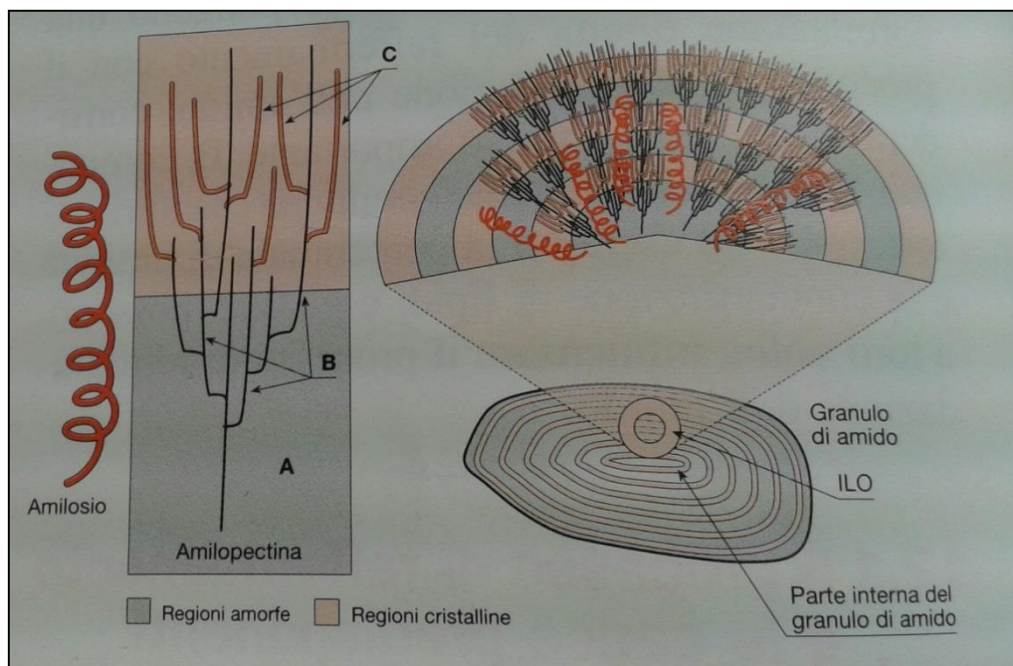 C
B
A
Amilosio
Amilopectina
Regioni amorfe
Regioni cristalline
Granulo
di amido
ILO
Parte interna del
granulo di amido